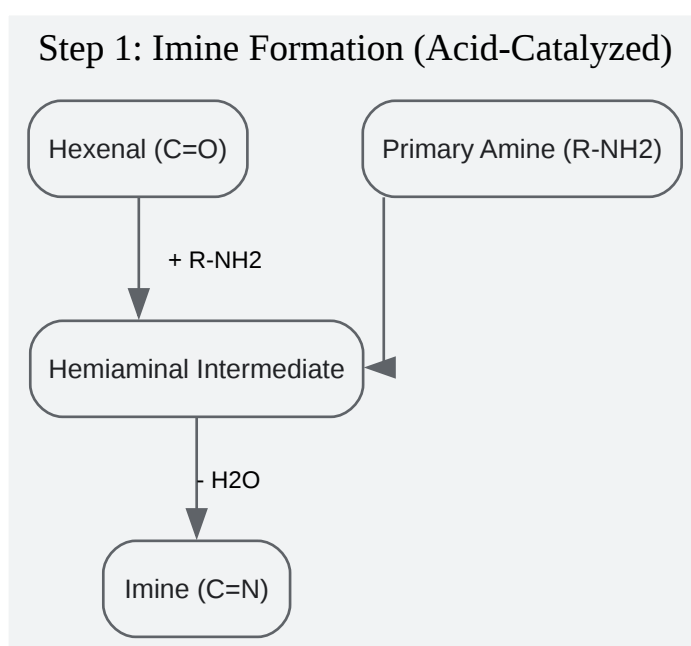 Step 1: Imine Formation (Acid-Catalyzed)
Hexenal (C=O)
Primary Amine (R-NH2)
+ R-NH2
Hemiaminal Intermediate
- H2O
Imine (C=N)